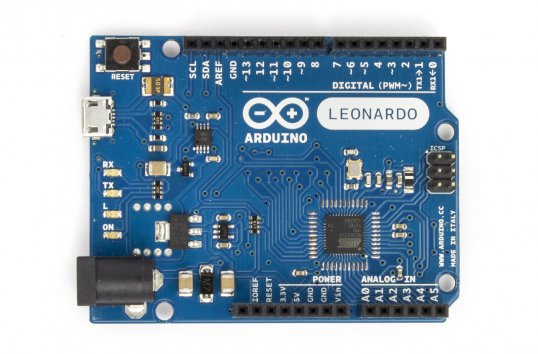 RESET
SCL
SDA
AREF
GND
~13
12
~11
~10
~9
8
7
~6
~5
4
~3
2
TX1→1
RX1←0
DIGITAL (PWM~)
ARDUINO
LEONARDO
ICSP
RX
TX
L
ON
WWW.ARDUINO.CC
MADE IN ITALY
POWER
ANALOG IN
IOREF
RESET
3.3V
5V
GND
GND
Vin
A0
A1
A2
A3
A4
A5